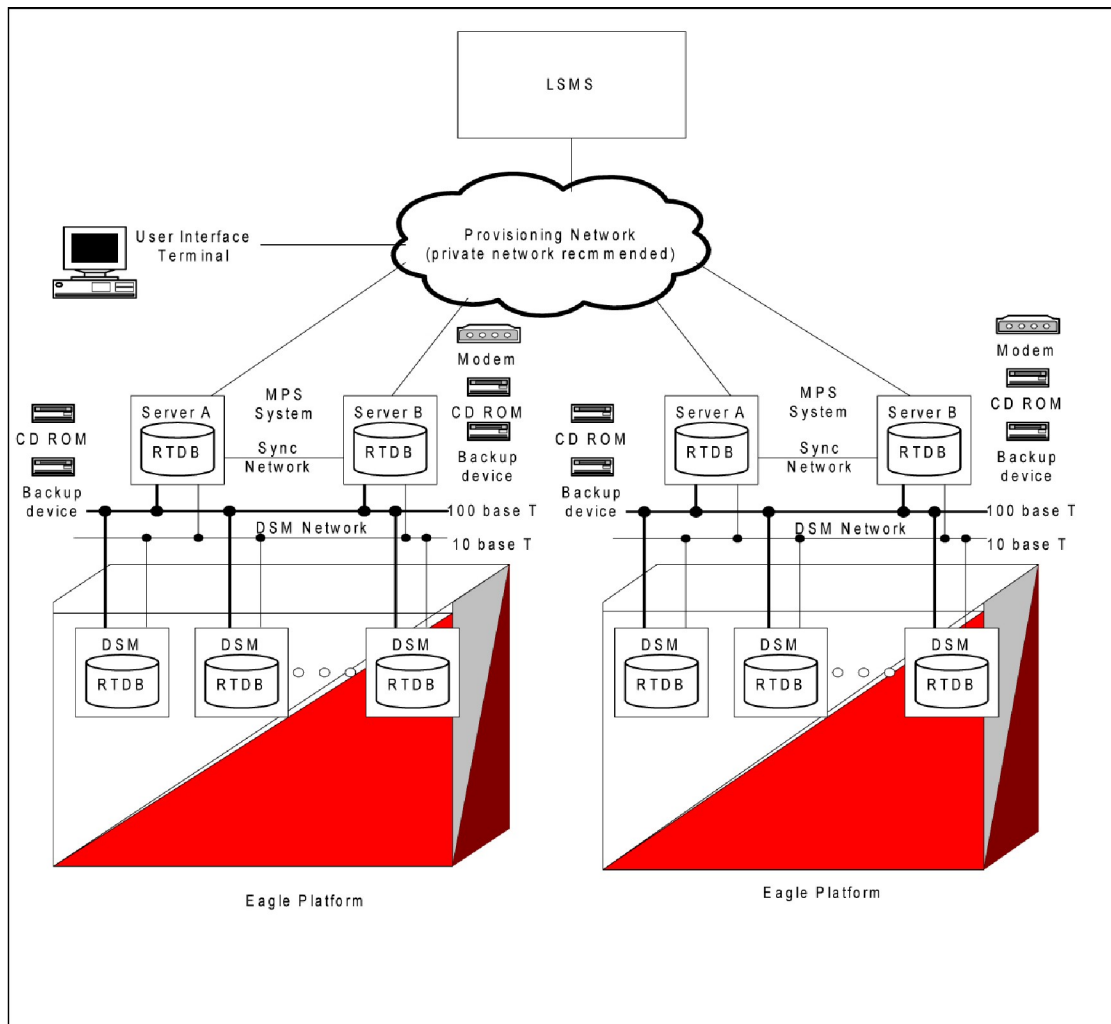 LSMS
Provisioning Network
(private network recmmended)
User Interface
Terminal
Modem
CD ROM
Backup
device
MPS
System
Server A
RTDB
Server B
RTDB
Sync
Network
CD ROM
Backup
device
100 base T
DSM Network
10 base T
DSM
RTDB
DSM
RTDB
DSM
RTDB
Eagle Platform
Modem
CD ROM
Backup
device
MPS
System
Server A
RTDB
Server B
RTDB
Sync
Network
CD ROM
Backup
device
100 base T
DSM Network
10 base T
DSM
RTDB
DSM
RTDB
DSM
RTDB
Eagle Platform